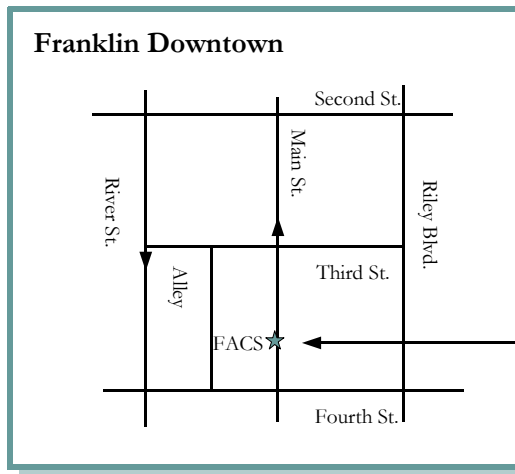 Franklin Downtown
Second St.
Main St.
River St.
Riley Blvd.
Alley
Third St.
FACS
Fourth St.